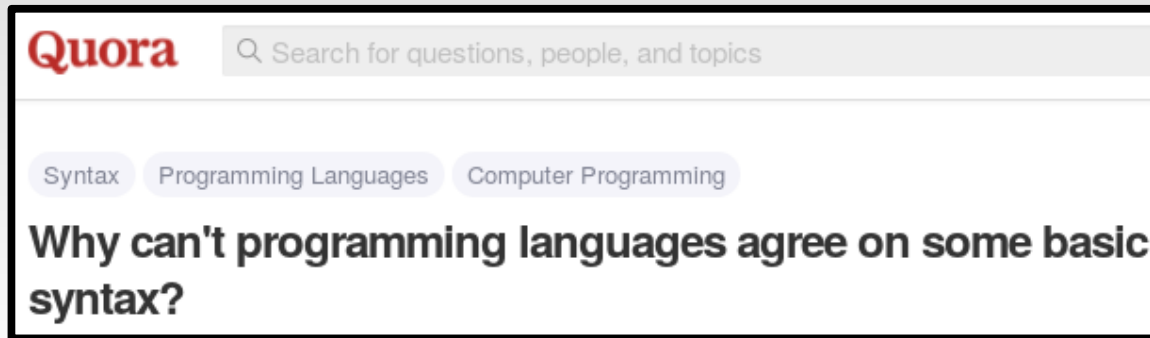 Quora
Search for questions, people, and topics
Syntax Programming Languages Computer Programming
Why can't programming languages agree on some basic
syntax?